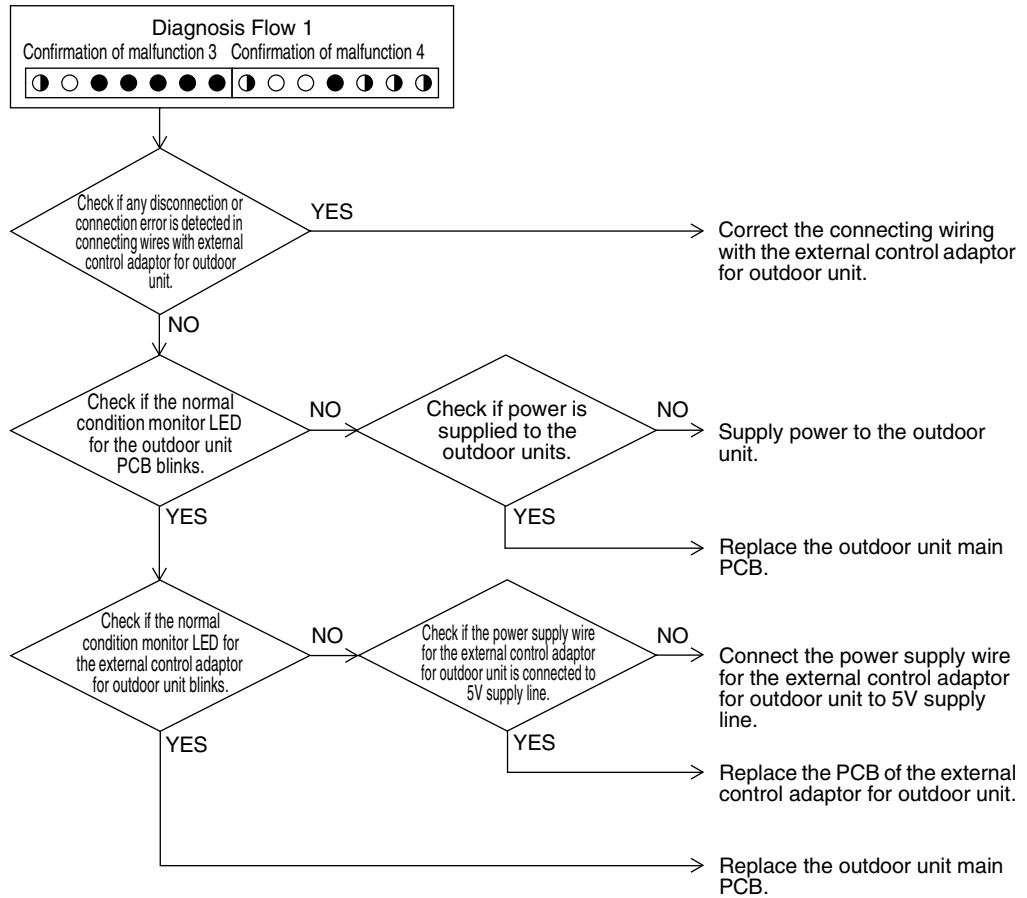 Diagnosis Flow 1
Confirmation of malfunction 3 Confirmation of malfunction 4
Check if any disconnection or
connection error is detected in
connecting wires with external
control adaptor for outdoor
unit.
YES
Correct the connecting wiring
with the external control adaptor
for outdoor unit.
NO
Check if the normal
condition monitor LED
for the outdoor unit
PCB blinks.
NO
Check if power is
supplied to the
outdoor units.
NO
Supply power to the outdoor
unit.
YES
YES
Replace the outdoor unit main
PCB.
Check if the normal
condition monitor LED for
the external control adaptor
for outdoor unit blinks.
NO
Check if the power supply wire
for the external control adaptor
for outdoor unit is connected to
5V supply line.
NO
Connect the power supply wire
for the external control adaptor
for outdoor unit to 5V supply
line.
YES
YES
Replace the PCB of the external
control adaptor for outdoor unit.
Replace the outdoor unit main
PCB.